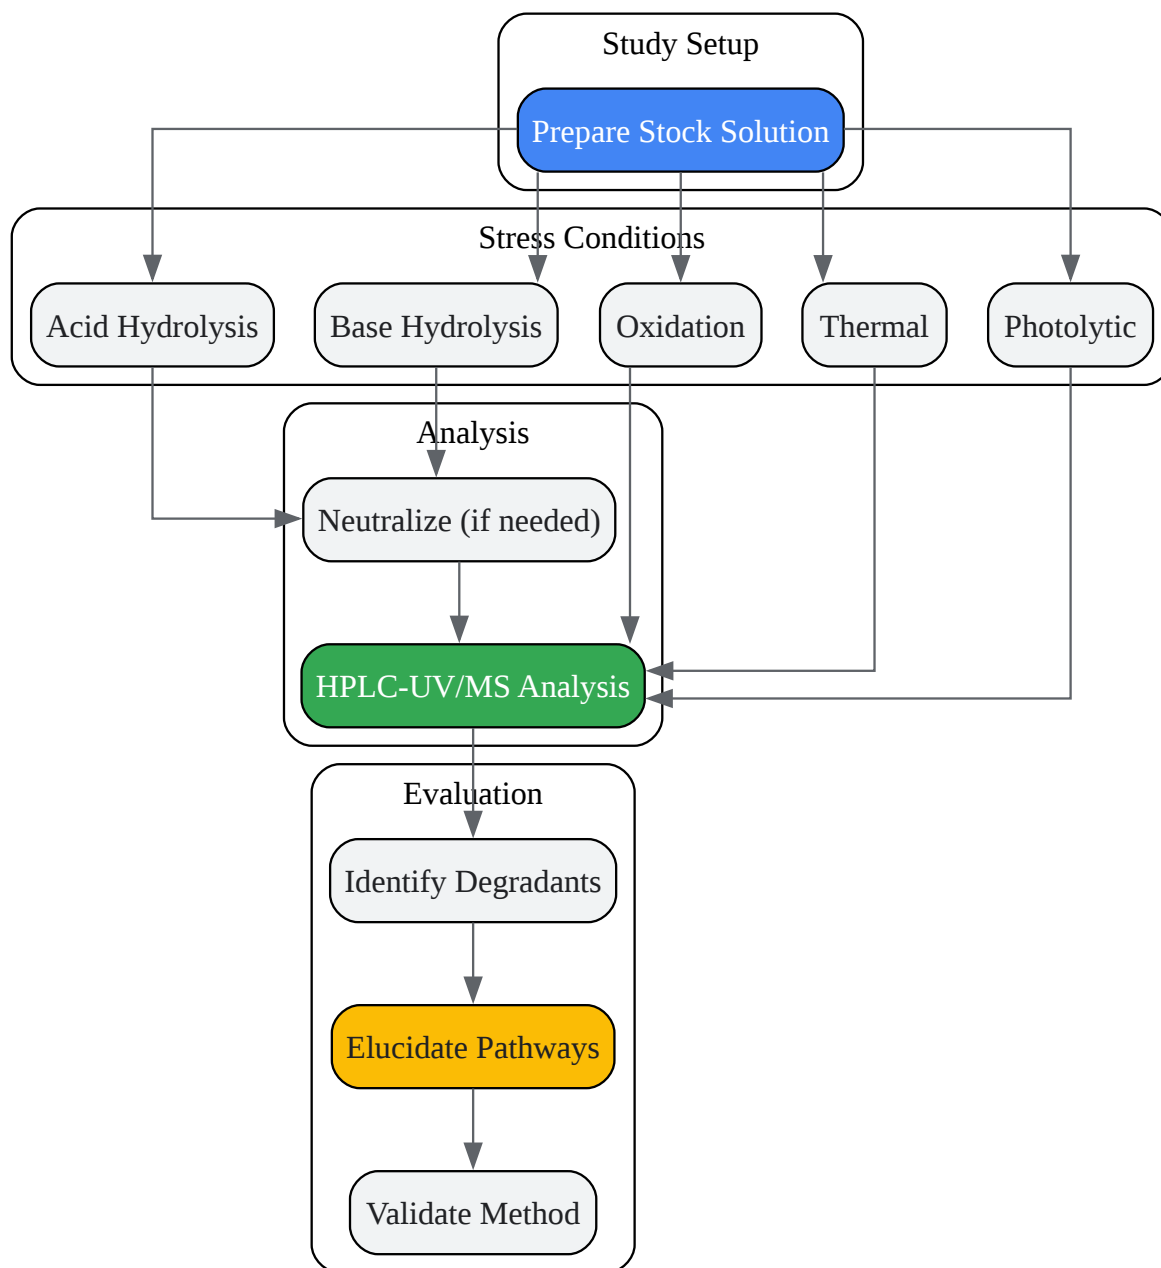 Study Setup
Prepare Stock Solution
Stress Conditions
Acid Hydrolysis
Base Hydrolysis
Oxidation
Thermal
Photolytic
Analysis
Neutralize (if needed)
HPLC-UV/MS Analysis
Evaluation
Identify Degradants
Elucidate Pathways
Validate Method